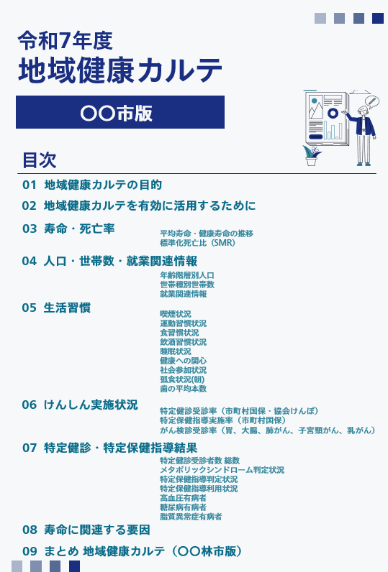 令和7年度
地域健康カルテ
〇〇市版
目次
01 地域健康カルテの目的
02 地域健康カルテを有効に活用するために
03 寿命・死亡率
平均寿命・健康寿命の推移
標準化死亡比（SMR）
04 人口・世帯数・就業関連情報
年齢階層別人口
世帯種別世帯数
就業関連情報
05 生活習慣
喫煙状況
運動習慣状況
食習慣状況
飲酒習慣状況
睡眠状況
健康への関心
社会参加状況
孤食状況(朝)
歯の平均本数
06 けんしん実施状況
特定健診受診率（市町村国保・協会けんぽ）
特定保健指導実施率（市町村国保）
がん検診受診率（胃、大腸、肺がん、子宮頸がん、乳がん）
07 特定健診・特定保健指導結果
特定健診受診者数 総数
メタボリックシンドローム判定状況
特定保健指導判定状況
特定保健指導利用状況
高血圧有病者
糖尿病有病者
脂質異常症有病者
08 寿命に関連する要因
09 まとめ 地域健康カルテ（〇〇林市版）